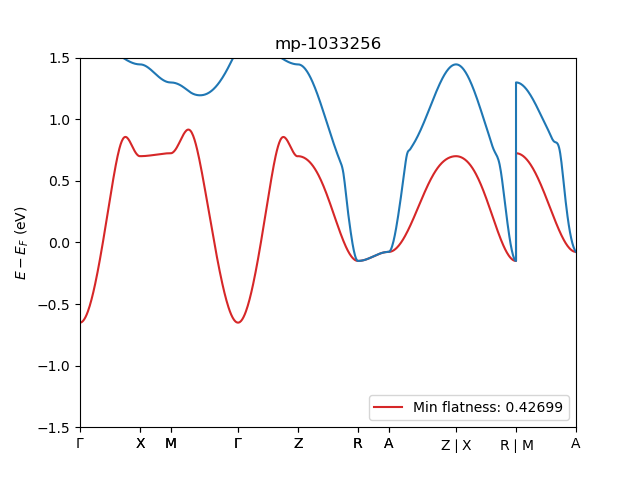 mp-1033256
1.5
1.0
0.5
0.0
−0.5
−1.0
−1.5
E − E_F (eV)
Min flatness: 0.42699
Γ X M Γ Z R A Z | X R | M A